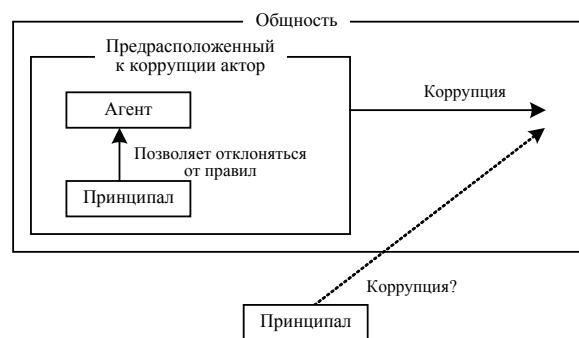 Общность
Предрасположенный
к коррупции актор
Агент
Коррупция
Позволяет отклоняться
от правил
Принципал
Коррупция?
Принципал